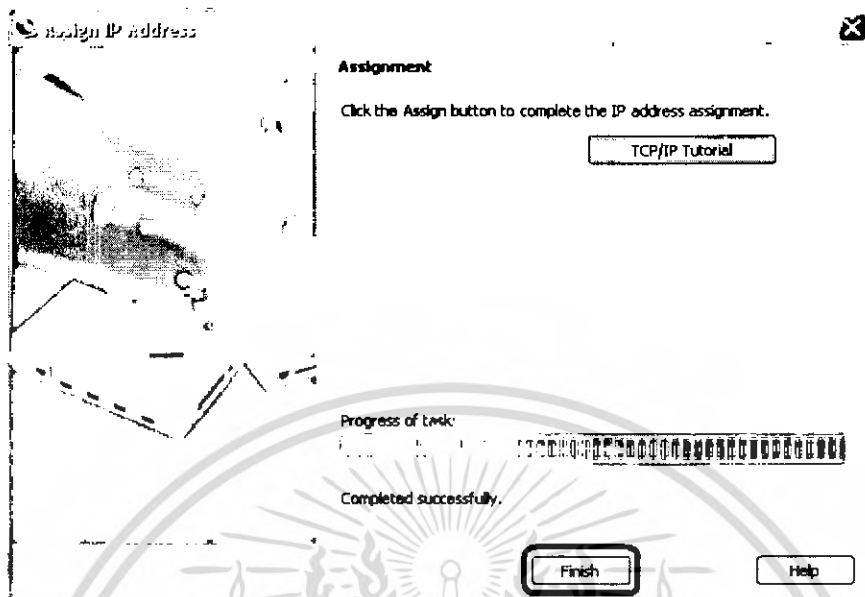 Assign IP Address
Assignment
Click the Assign button to complete the IP address assignment.
TCP/IP Tutorial
Progress of task:
Completed successfully.
Finish
Help